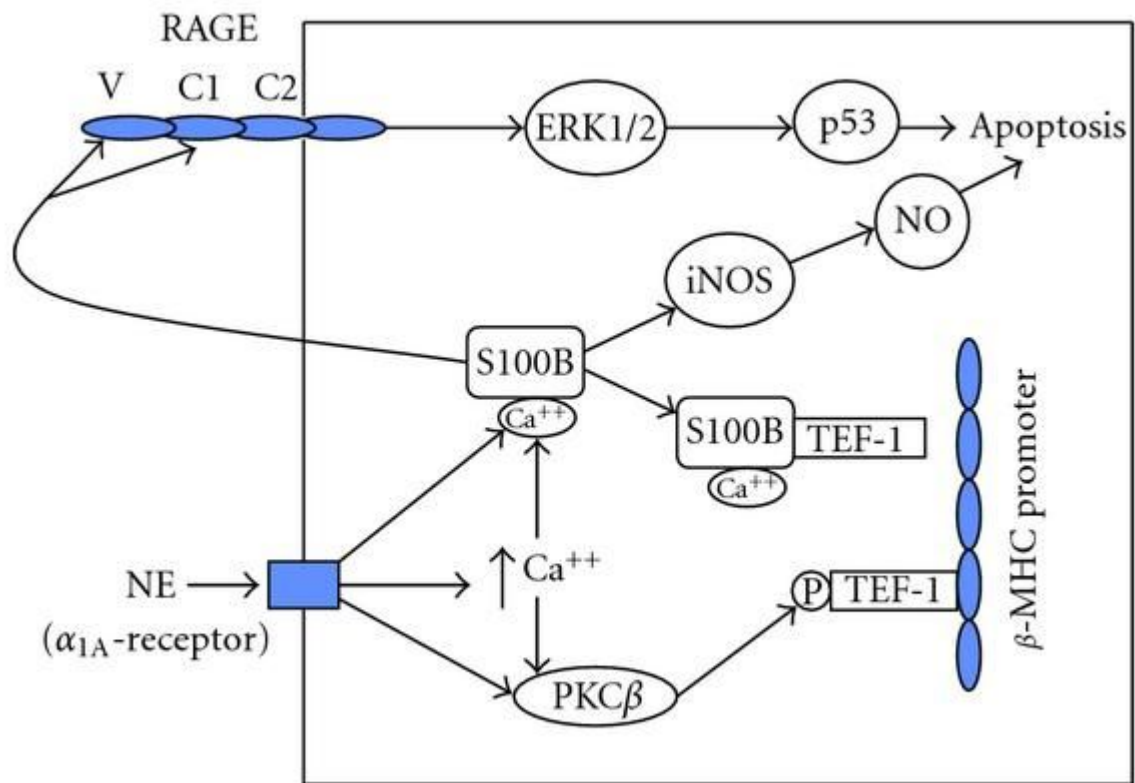 RAGE
V C1 C2
ERK1/2
p53
Apoptosis
NO
iNOS
S100B
Ca⁺⁺
S100B
TEF-1
Ca⁺⁺
β-MHC promoter
NE
(α₁A-receptor)
↑ Ca⁺⁺
P
TEF-1
PKCβ